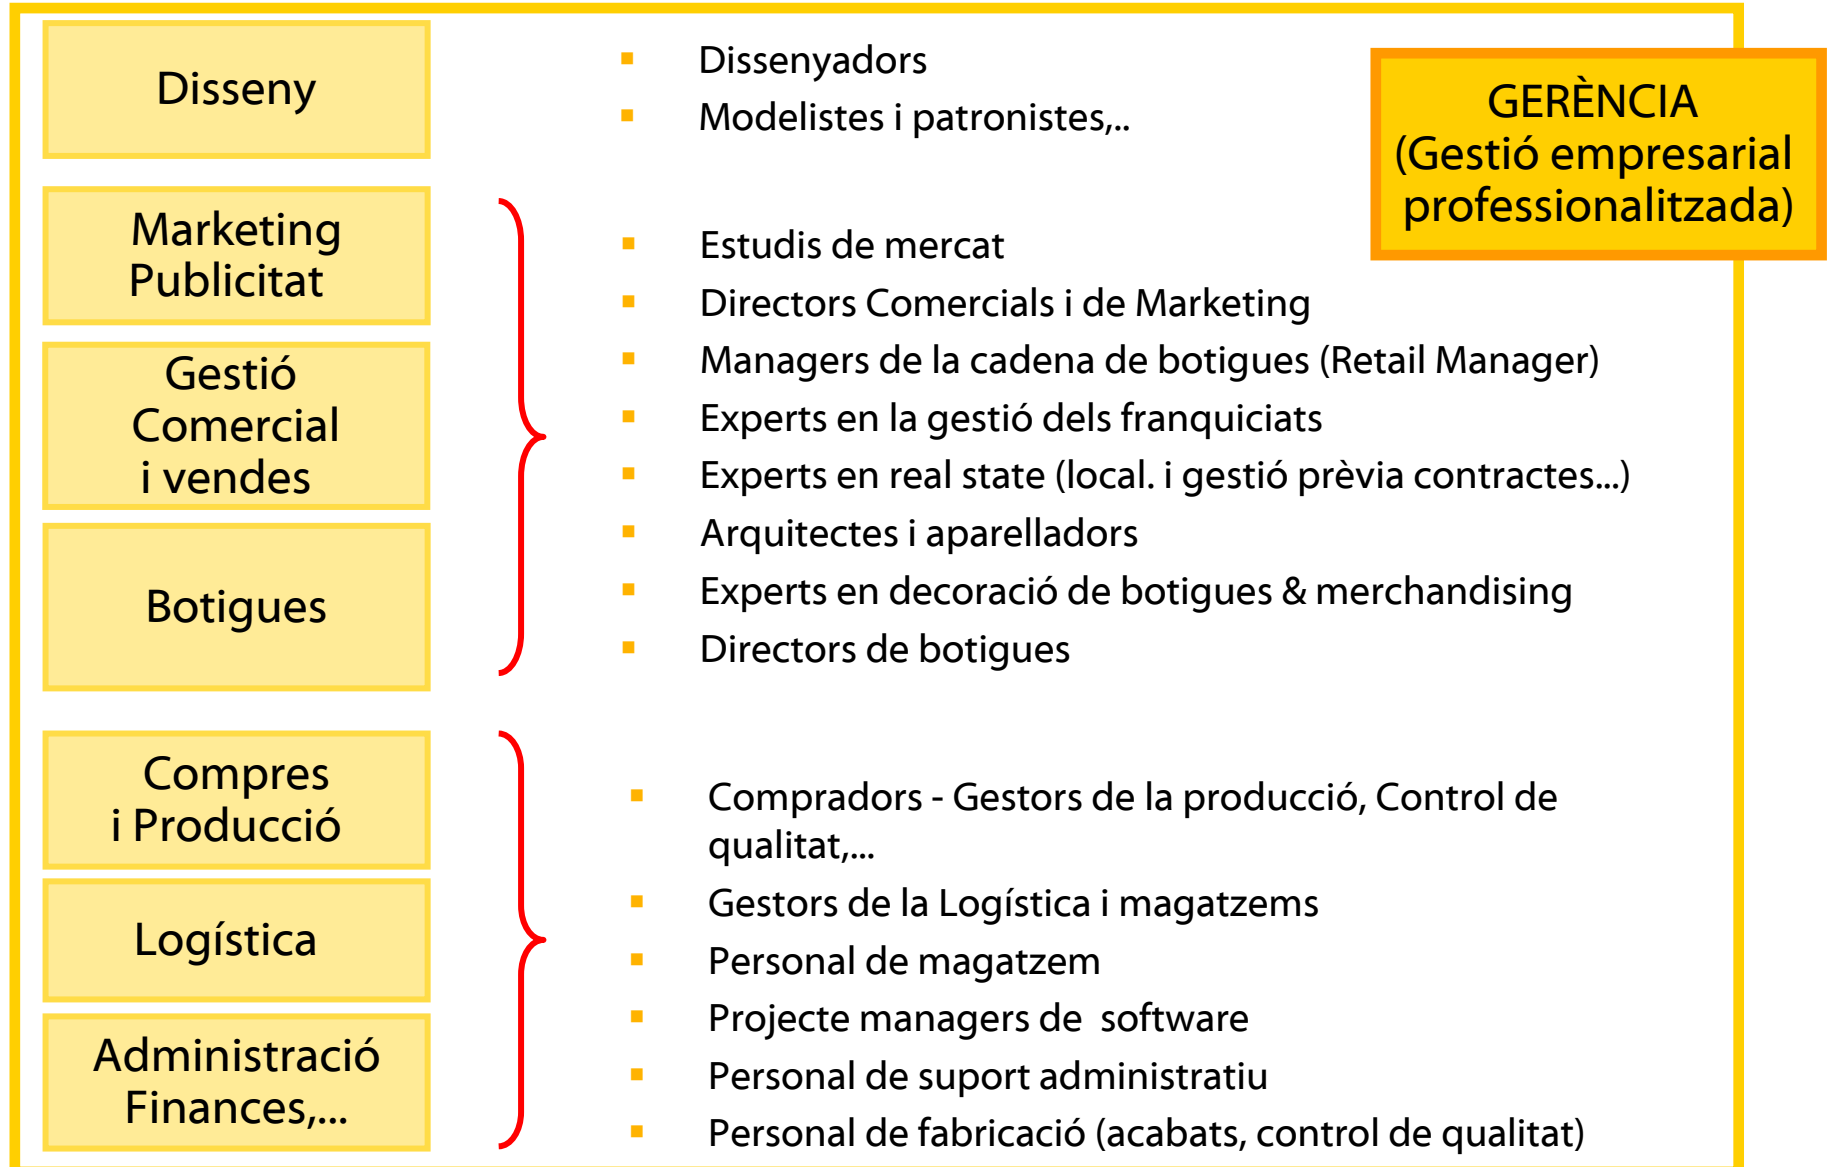 Disseny
Dissenyadors
Modelistes i patronistes,..
GERÈNCIA
(Gestió empresarial
professionalitzada)
Marketing
Publicitat
Gestió
Comercial
i vendes
Botigues
Estudis de mercat
Directors Comercials i de Marketing
Managers de la cadena de botigues (Retail Manager)
Experts en la gestió dels franquiciats
Experts en real state (local. i gestió prèvia contractes...)
Arquitectes i aparelladors
Experts en decoració de botigues & merchandising
Directors de botigues
Compres
i Producció
Logística
Administració
Finances,...
Compradors - Gestors de la producció, Control de
qualitat,...
Gestors de la Logística i magatzems
Personal de magatzem
Projecte managers de  software
Personal de suport administratiu
Personal de fabricació (acabats, control de qualitat)